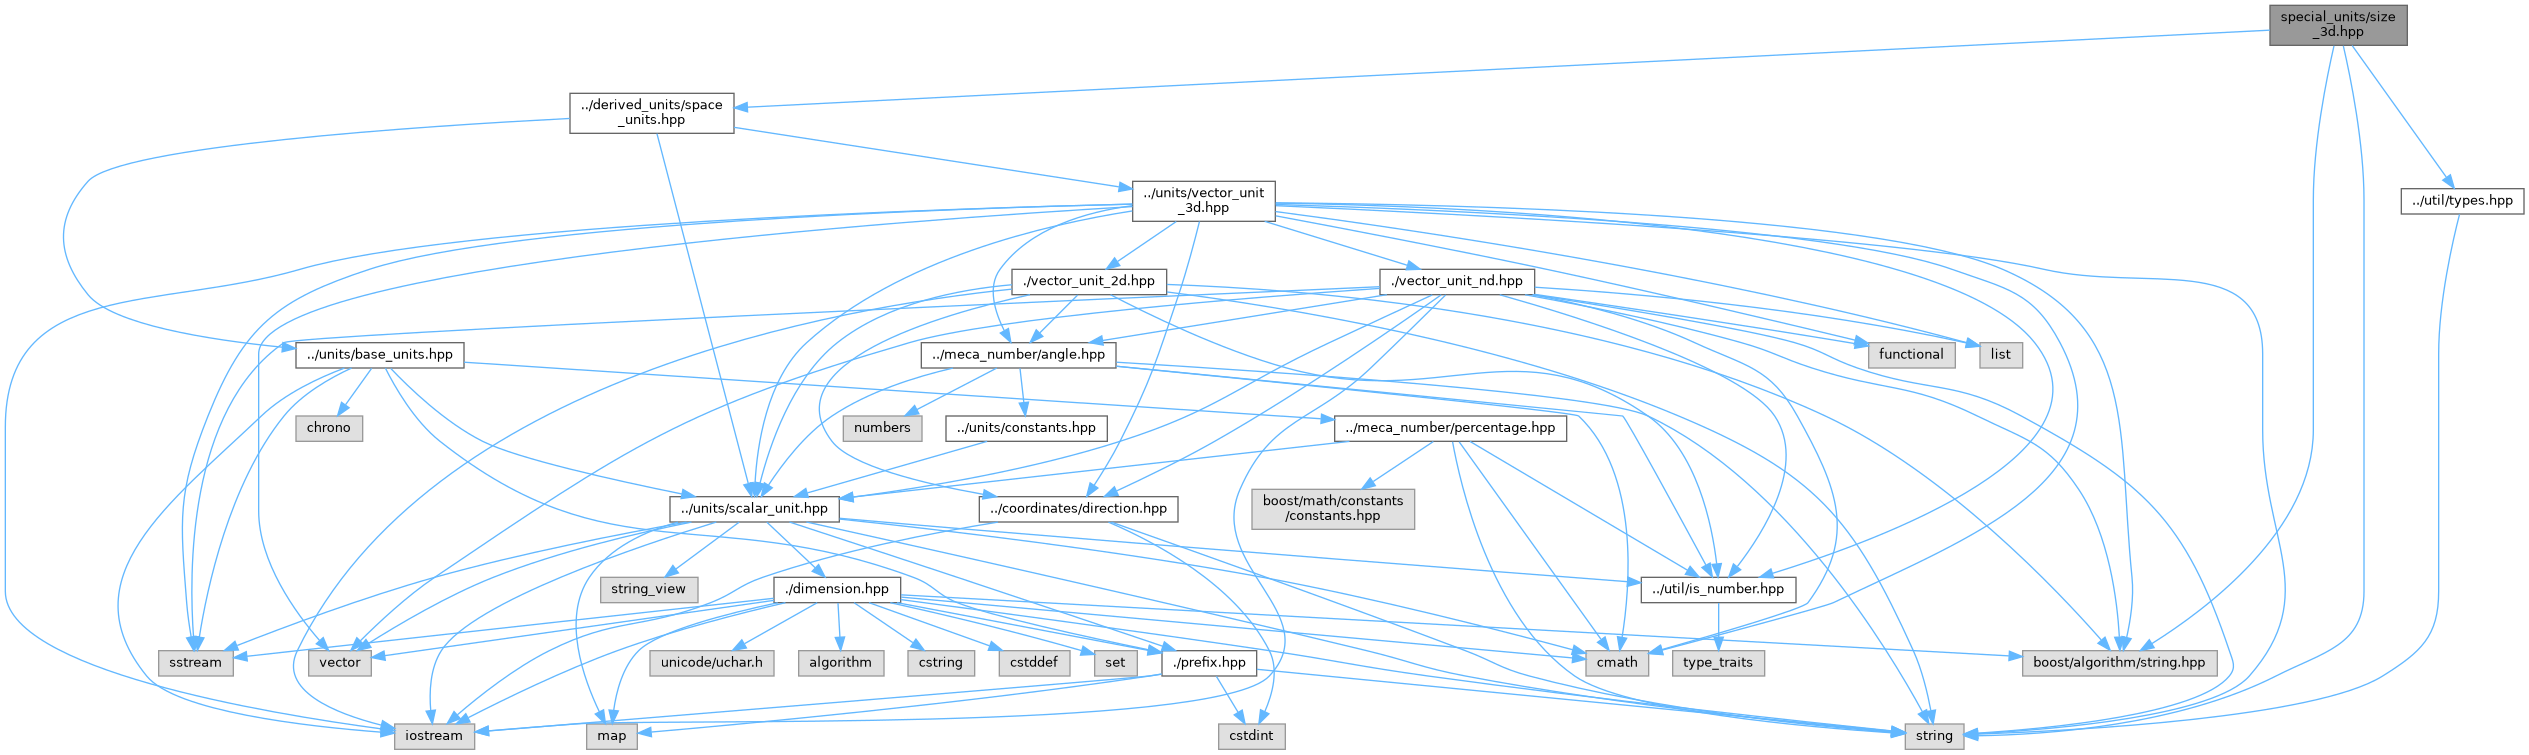 special_units/size
_3d.hpp
../derived_units/space
_units.hpp
../units/vector_unit
_3d.hpp
../util/types.hpp
./vector_unit_2d.hpp
./vector_unit_nd.hpp
../units/base_units.hpp
../meca_number/angle.hpp
functional
list
chrono
numbers
../units/constants.hpp
../meca_number/percentage.hpp
boost/math/constants
/constants.hpp
../units/scalar_unit.hpp
../coordinates/direction.hpp
string_view
./dimension.hpp
../util/is_number.hpp
sstream
vector
unicode/uchar.h
algorithm
cstring
cstddef
set
./prefix.hpp
cmath
type_traits
boost/algorithm/string.hpp
iostream
map
cstdint
string